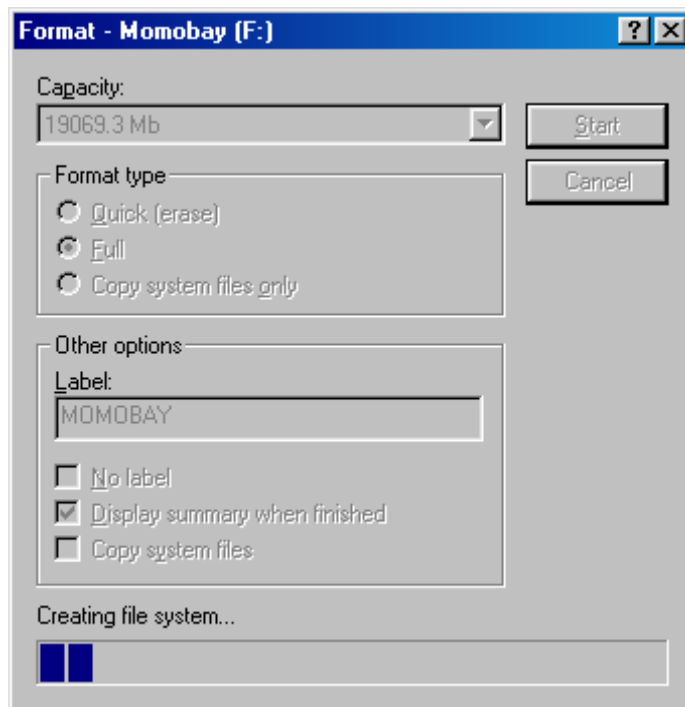 Format - Momobay (F:)
Capacity:
19069.3 Mb
Start
Cancel
Format type
Quick (erase)
Full
Copy system files only
Other options
Label:
MOMOBAY
No label
Display summary when finished
Copy system files
Creating file system...